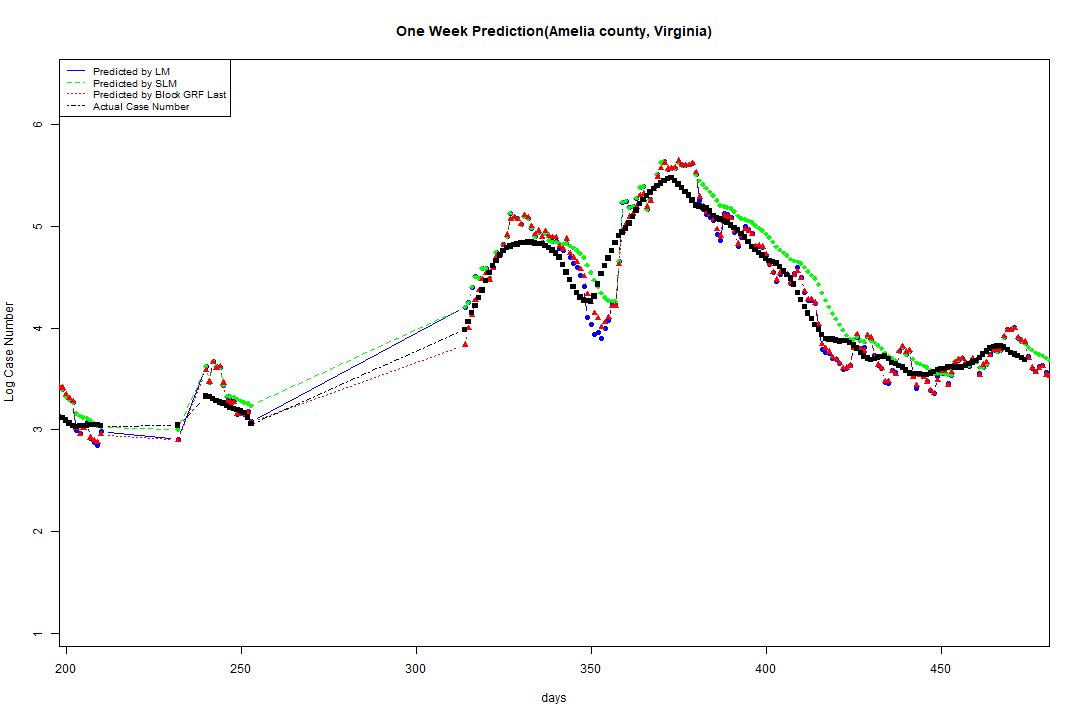 One Week Prediction(Amelia county, Virginia)
Predicted by LM
Predicted by SLM
Predicted by Block GRF Last
Actual Case Number
6
5
4
3
2
1
Log Case Number
200 250 300 350 400 450
days